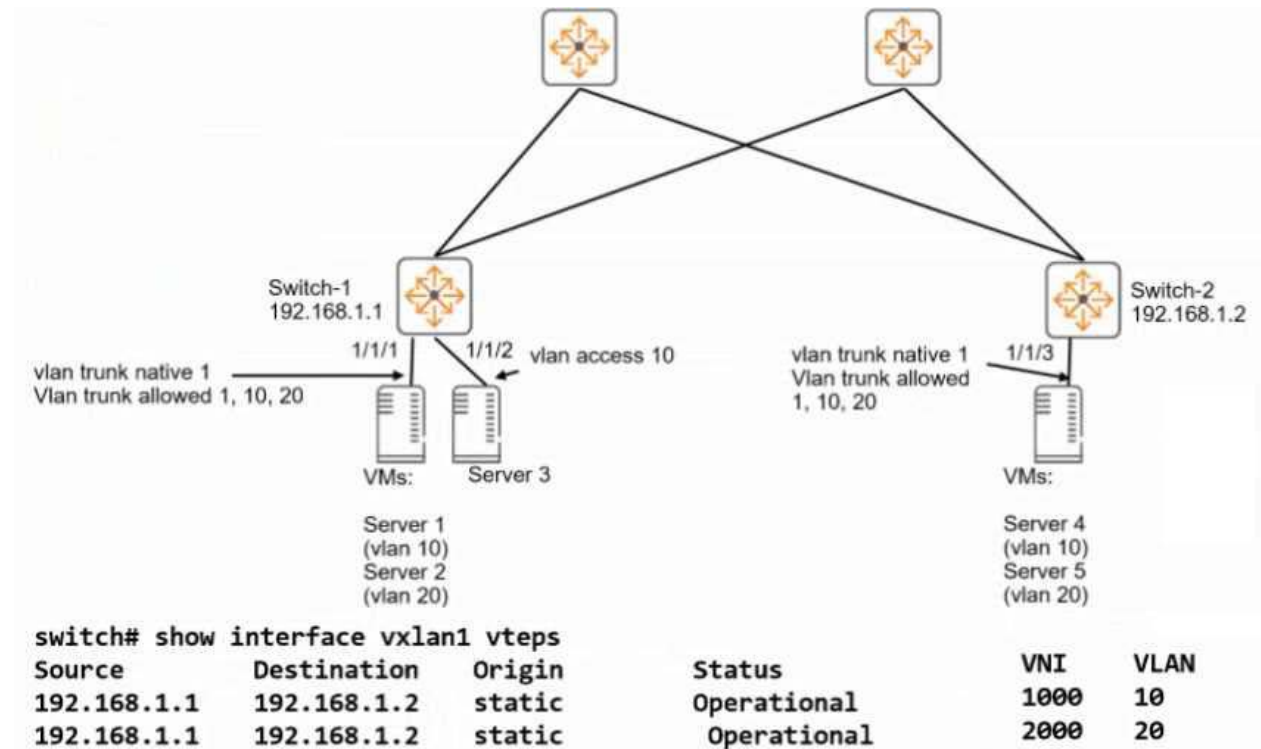 Switch-1
192.168.1.1
Switch-2
192.168.1.2
1/1/1
1/1/2
vlan access 10
vlan trunk native 1
Vlan trunk allowed 1, 10, 20
vlan trunk native 1
Vlan trunk allowed
1, 10, 20
1/1/3
VMs:
Server 3
Server 1
(vlan 10)
Server 2
(vlan 20)
VMs:
Server 4
(vlan 10)
Server 5
(vlan 20)
switch# show interface vxlan1 vteps
Source Destination Origin Status VNI VLAN
192.168.1.1 192.168.1.2 static Operational 1000 10
192.168.1.1 192.168.1.2 static Operational 2000 20